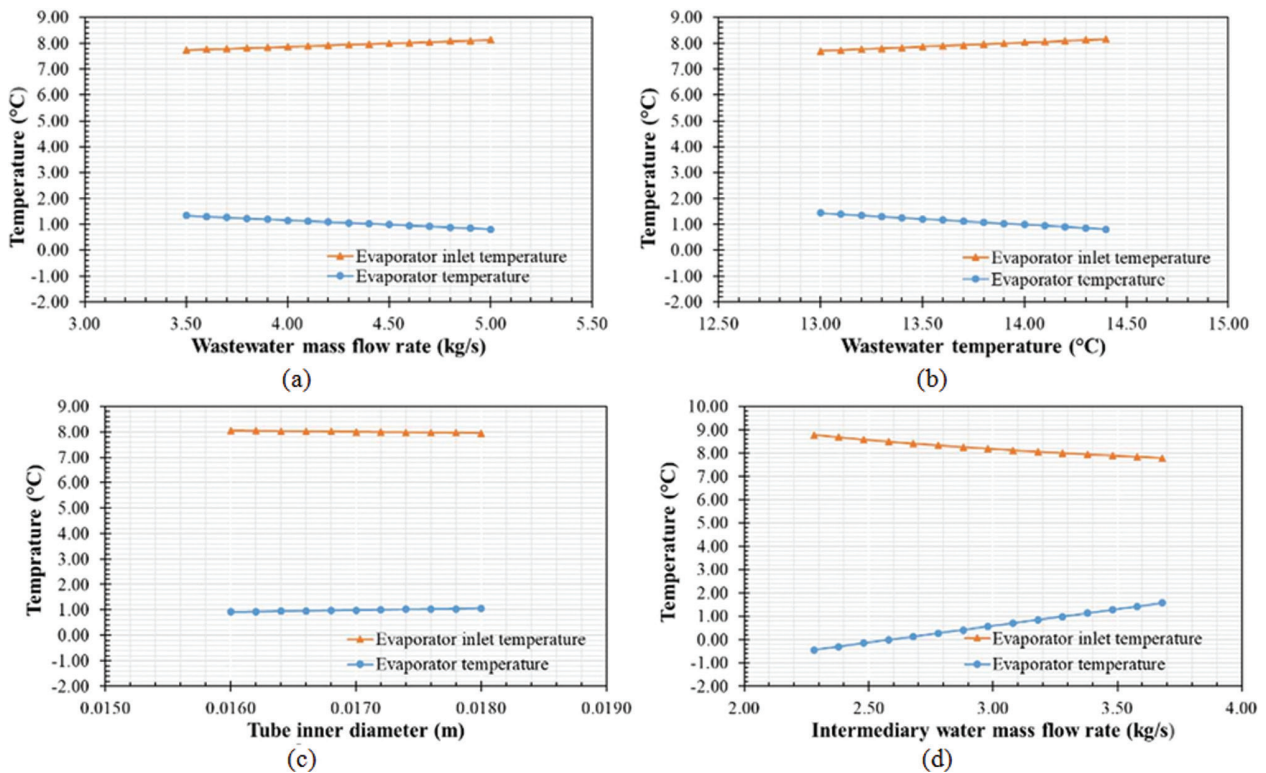 9.00
8.00
7.00
6.00
5.00
4.00
3.00
2.00
1.00
0.00
-1.00
-2.00
Temperature (°C)
Evaporator inlet temperature
Evaporator temperature
3.00 3.50 4.00 4.50 5.00 5.50
Wastewater mass flow rate (kg/s)
(a)
9.00
8.00
7.00
6.00
5.00
4.00
3.00
2.00
1.00
0.00
-1.00
-2.00
Temperature (°C)
Evaporator inlet temeperature
Evaporator temperature
12.50 13.00 13.50 14.00 14.50 15.00
Wastewater temperature (°C)
(b)
9.00
8.00
7.00
6.00
5.00
4.00
3.00
2.00
1.00
0.00
-1.00
-2.00
Temprature (°C)
Evaporator inlet temperature
Evaporator temperature
0.0150 0.0160 0.0170 0.0180 0.0190
Tube inner diameter (m)
(c)
10.00
9.00
8.00
7.00
6.00
5.00
4.00
3.00
2.00
1.00
0.00
-1.00
-2.00
Temperature (°C)
Evaporator inlet temperature
Evaporator temperature
2.00 2.50 3.00 3.50 4.00
Intermediary water mass flow rate (kg/s)
(d)